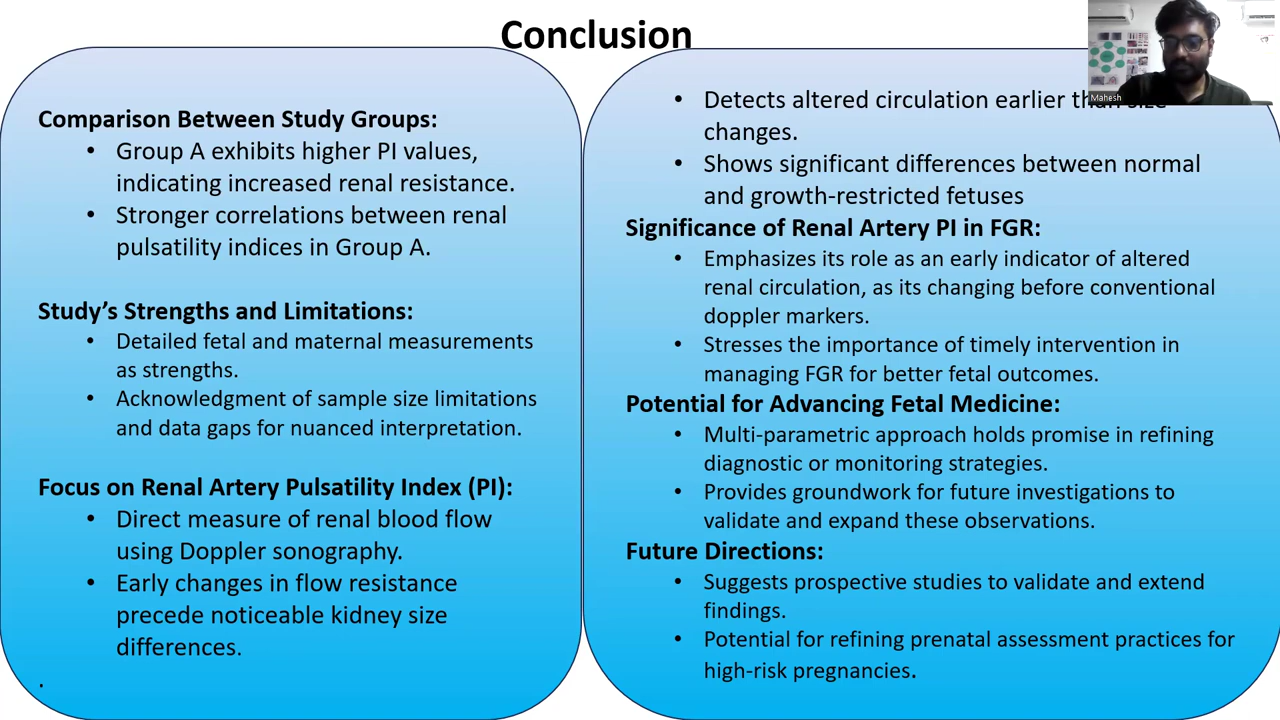 Conclusion
Comparison Between Study Groups:
• Group A exhibits higher PI values,
indicating increased renal resistance.
• Stronger correlations between renal
pulsatility indices in Group A.
Study’s Strengths and Limitations:
• Detailed fetal and maternal measurements
as strengths.
• Acknowledgment of sample size limitations
and data gaps for nuanced interpretation.
Focus on Renal Artery Pulsatility Index (PI):
• Direct measure of renal blood flow
using Doppler sonography.
• Early changes in flow resistance
precede noticeable kidney size
differences.
.
• Detects altered circulation earlier than size
changes.
• Shows significant differences between normal
and growth-restricted fetuses
Significance of Renal Artery PI in FGR:
• Emphasizes its role as an early indicator of altered
renal circulation, as its changing before conventional
doppler markers.
• Stresses the importance of timely intervention in
managing FGR for better fetal outcomes.
Potential for Advancing Fetal Medicine:
• Multi-parametric approach holds promise in refining
diagnostic or monitoring strategies.
• Provides groundwork for future investigations to
validate and expand these observations.
Future Directions:
• Suggests prospective studies to validate and extend
findings.
• Potential for refining prenatal assessment practices for
high-risk pregnancies.
Mahesh